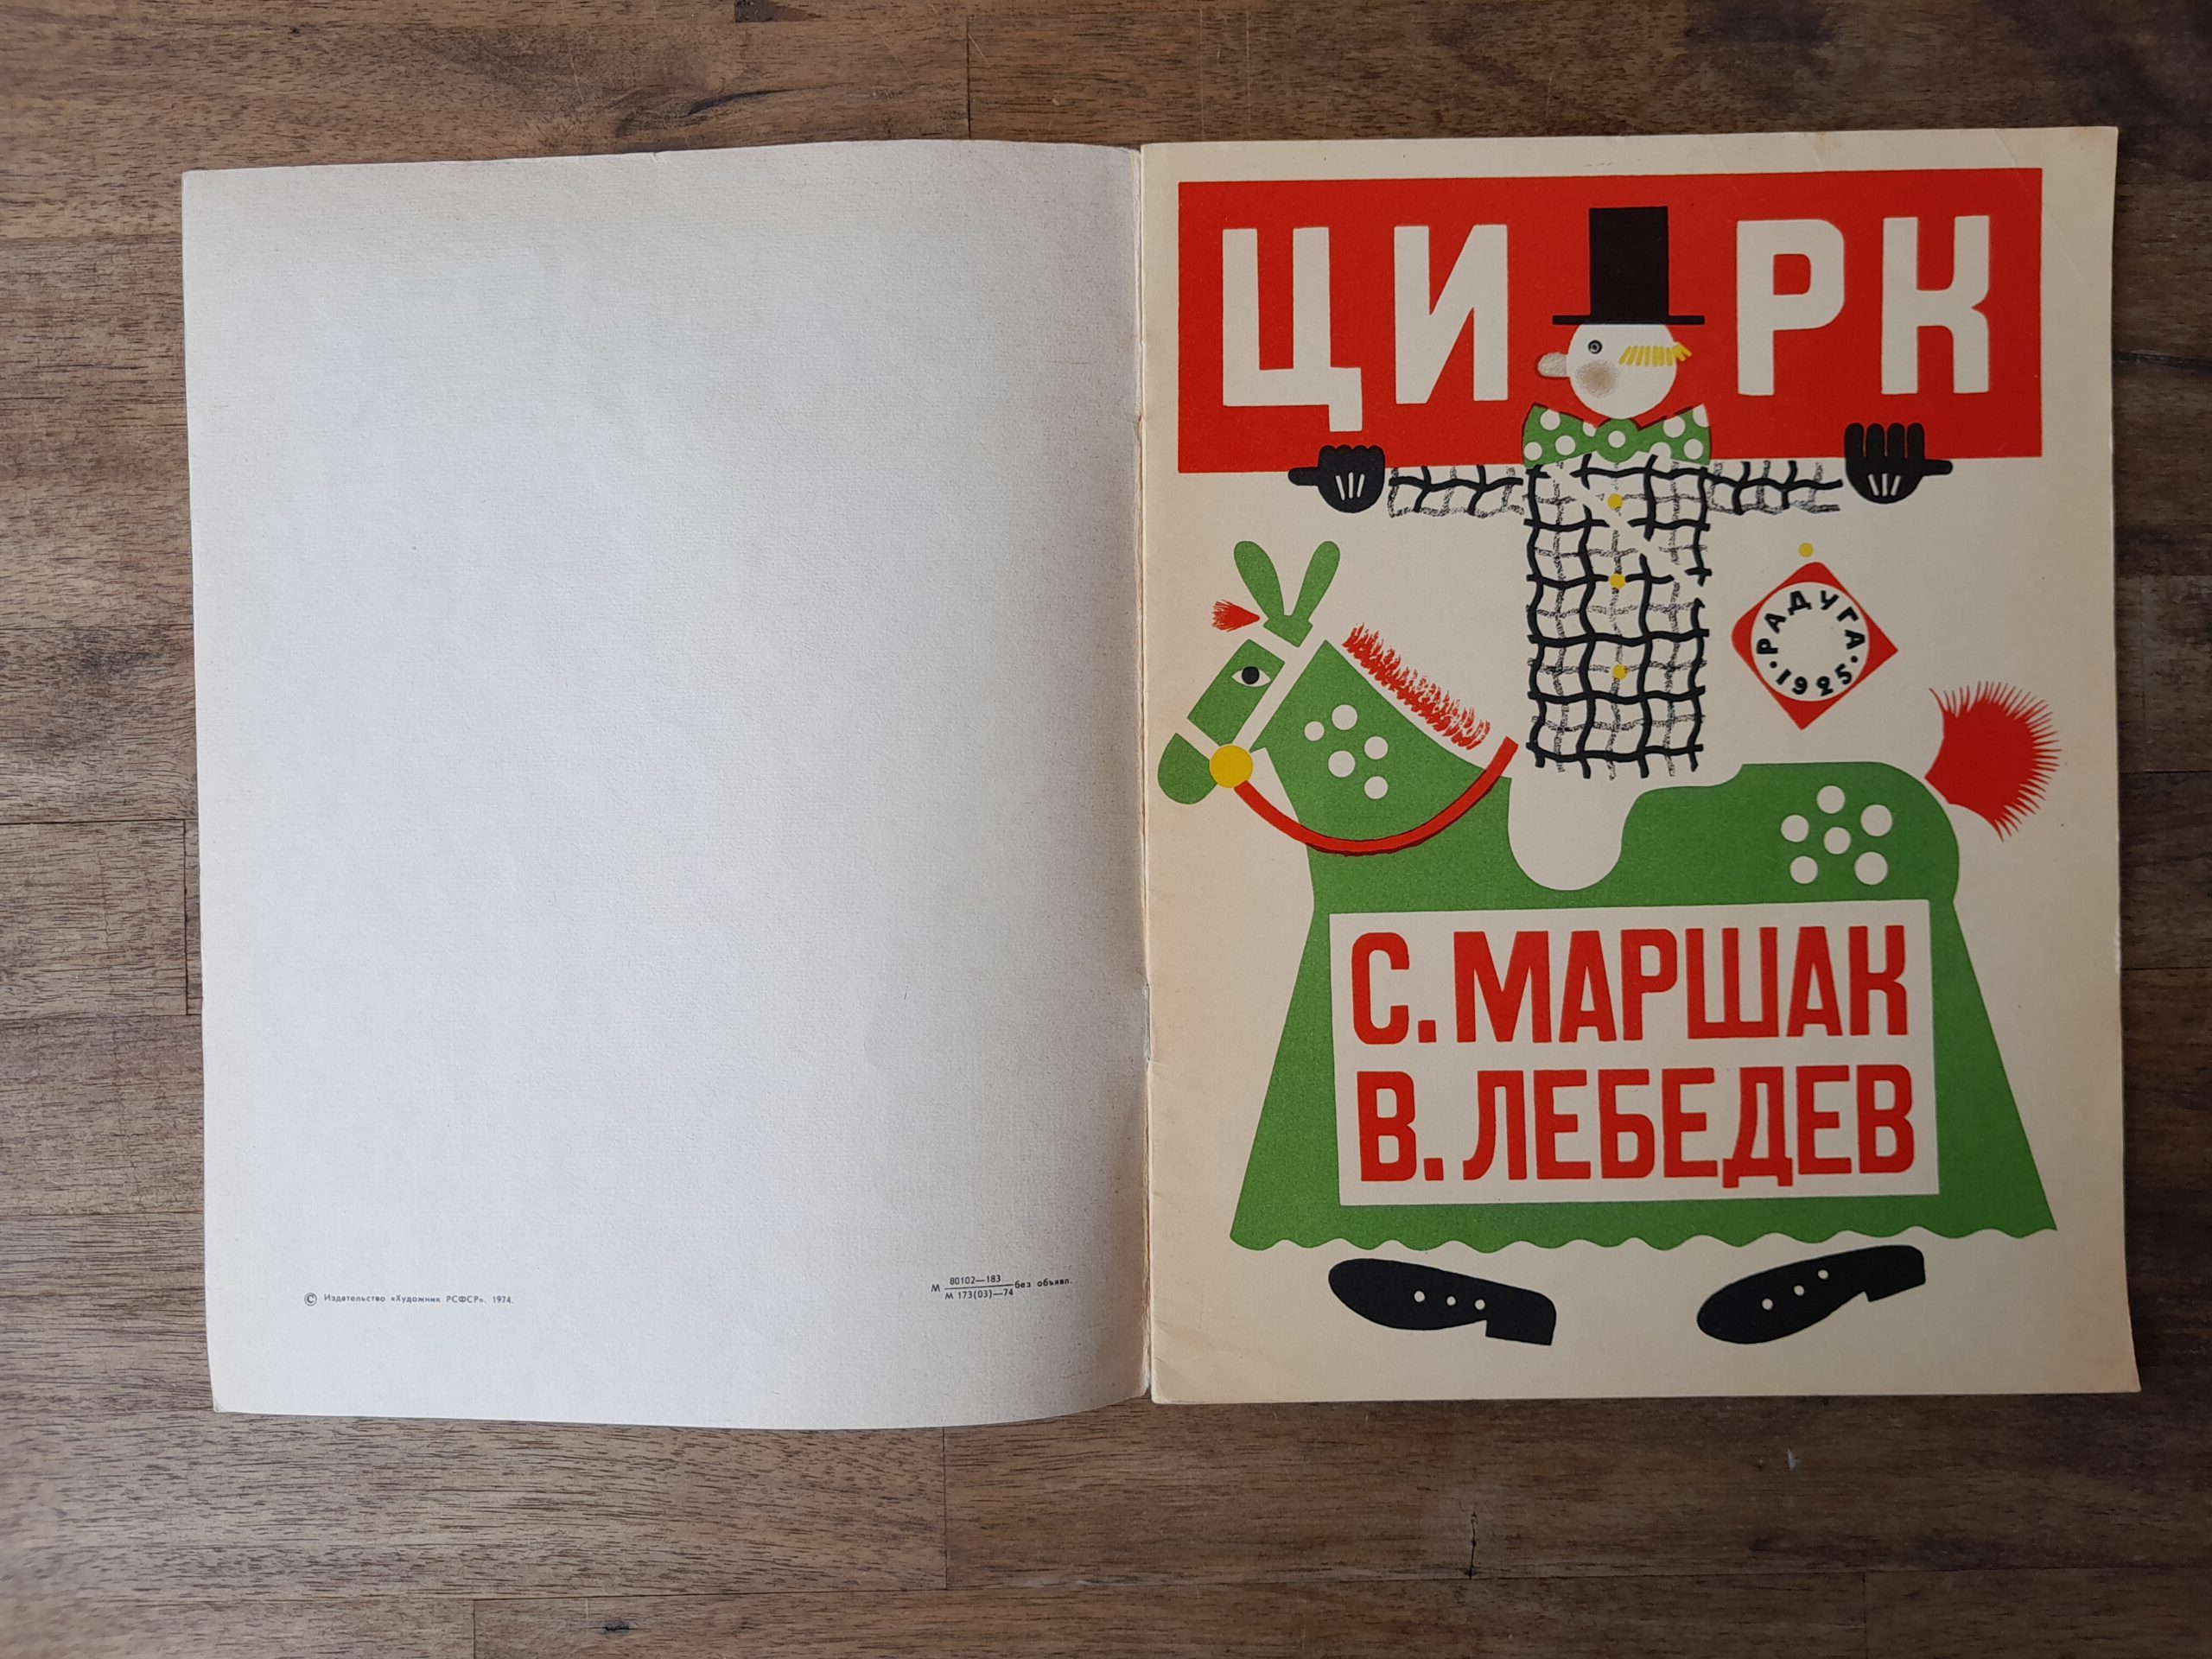 © Издательство «Художник РСФСР». 1974.
М 80102—183
М 173(03)—74 без объявл.
ЦИРК
РАДУГА
• 1925 •
С. МАРШАК
В. ЛЕБЕДЕВ